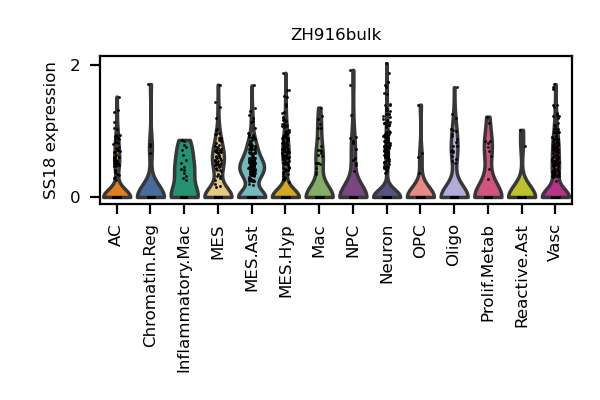 ZH916bulk
SS18 expression
2
0
AC
Chromatin.Reg
Inflammatory.Mac
MES
MES.Ast
MES.Hyp
Mac
NPC
Neuron
OPC
Oligo
Prolif.Metab
Reactive.Ast
Vasc